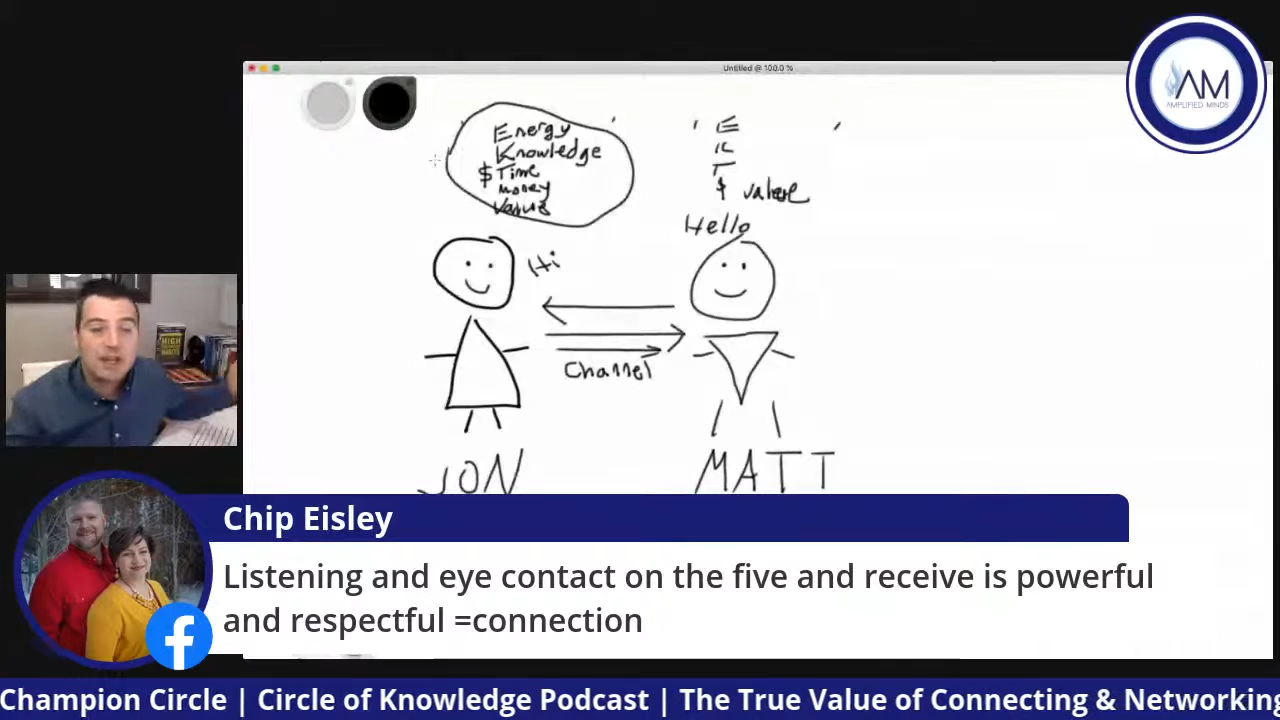 Untitled @ 100.0 %
AM
AMPLIFIED MINDS
Energy
Knowledge
$ Time
Money
Value
E
K
T
$ value
Hello
Hi
Channel
JON
MATT
HIGH
HABITS
Chip Eisley
Listening and eye contact on the five and receive is powerful
and respectful =connection
Champion Circle | Circle of Knowledge Podcast | The True Value of Connecting & Networking